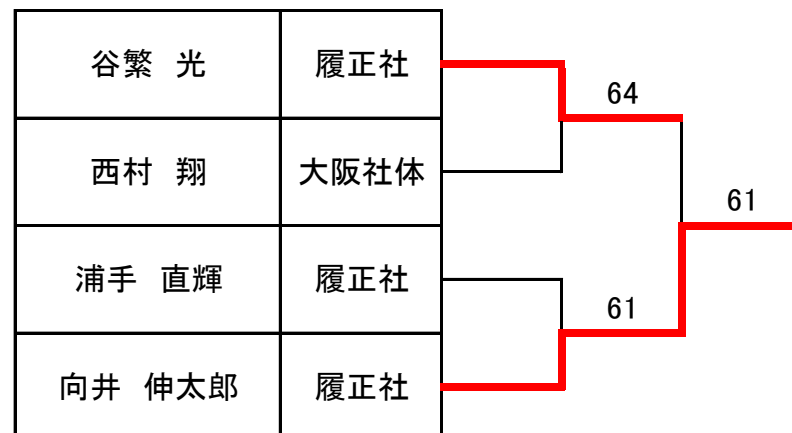 谷繁 光 履正社
64
西村 翔 大阪社体
61
浦手 直輝 履正社
61
向井 伸太郎 履正社